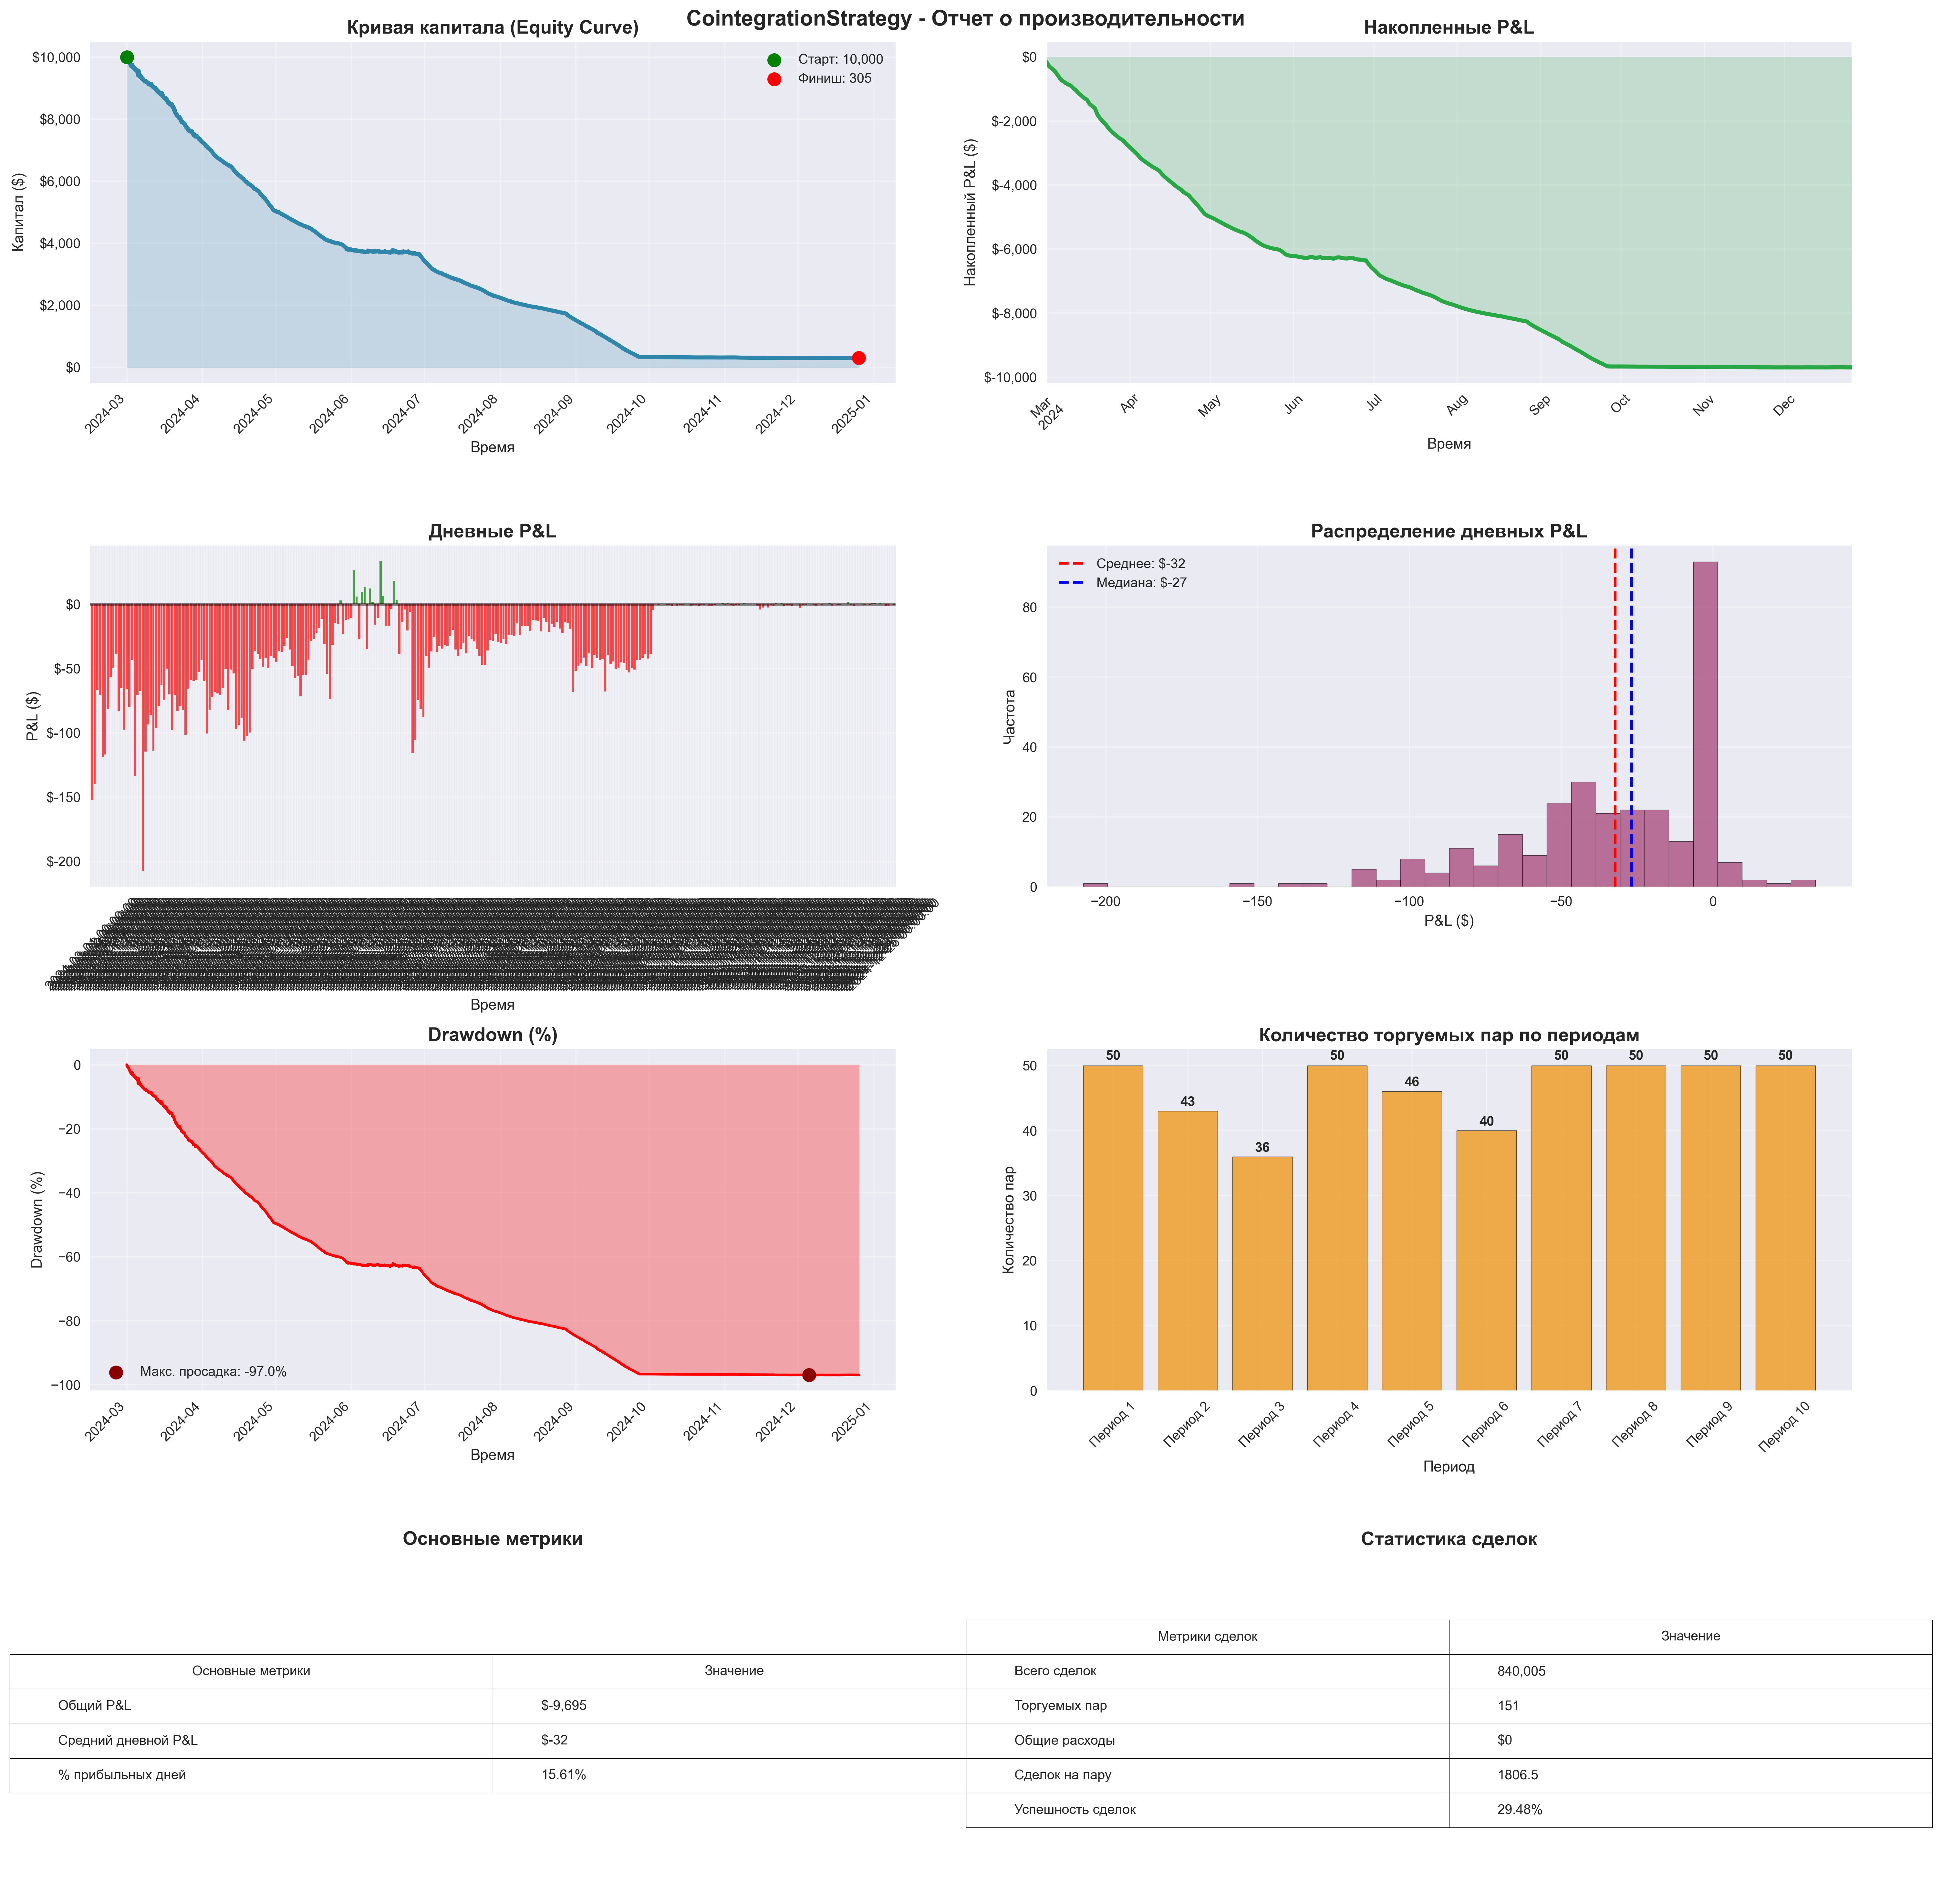 CointegrationStrategy - Отчет о производительности
Кривая капитала (Equity Curve)
Старт: 10,000
Финиш: 305
Капитал ($)
$10,000
$8,000
$6,000
$4,000
$2,000
$0
2024-03
2024-04
2024-05
2024-06
2024-07
2024-08
2024-09
2024-10
2024-11
2024-12
2025-01
Время
Накопленные P&L
Накопленный P&L ($)
$0
$-2,000
$-4,000
$-6,000
$-8,000
$-10,000
Mar
2024
Apr
May
Jun
Jul
Aug
Sep
Oct
Nov
Dec
Время
Дневные P&L
P&L ($)
$0
$-50
$-100
$-150
$-200
Время
Распределение дневных P&L
Среднее: $-32
Медиана: $-27
Частота
80
60
40
20
0
−200
−150
−100
−50
0
P&L ($)
Drawdown (%)
Drawdown (%)
0
−20
−40
−60
−80
−100
Макс. просадка: -97.0%
2024-03
2024-04
2024-05
2024-06
2024-07
2024-08
2024-09
2024-10
2024-11
2024-12
2025-01
Время
Количество торгуемых пар по периодам
Количество пар
50
40
30
20
10
0
50
43
36
50
46
40
50
50
50
50
Период 1
Период 2
Период 3
Период 4
Период 5
Период 6
Период 7
Период 8
Период 9
Период 10
Период
Основные метрики
Основные метрики Значение
Общий P&L $-9,695
Средний дневной P&L $-32
% прибыльных дней 15.61%
Статистика сделок
Метрики сделок Значение
Всего сделок 840,005
Торгуемых пар 151
Общие расходы $0
Сделок на пару 1806.5
Успешность сделок 29.48%